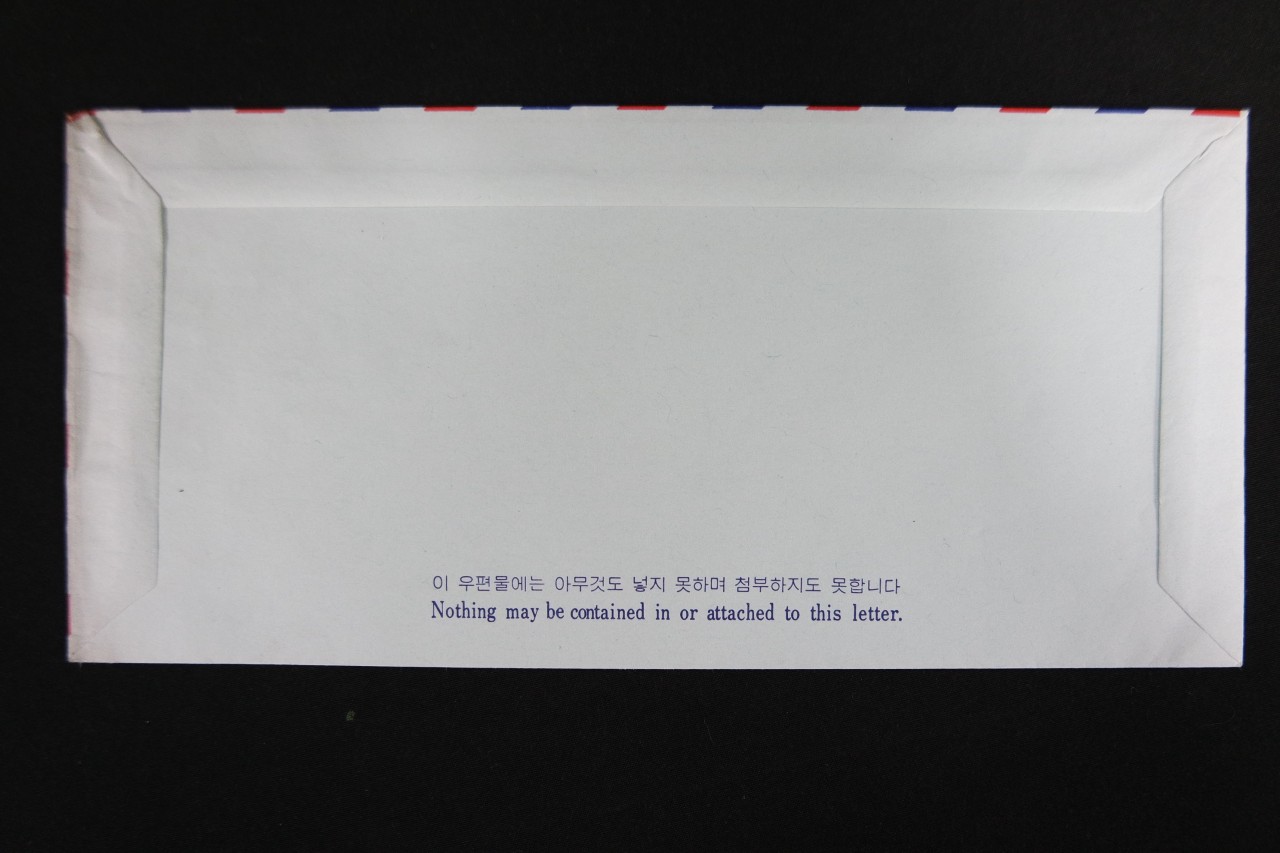 이 우편물에는 아무것도 넣지 못하며 첨부하지도 못합니다
Nothing may be contained in or attached to this letter.